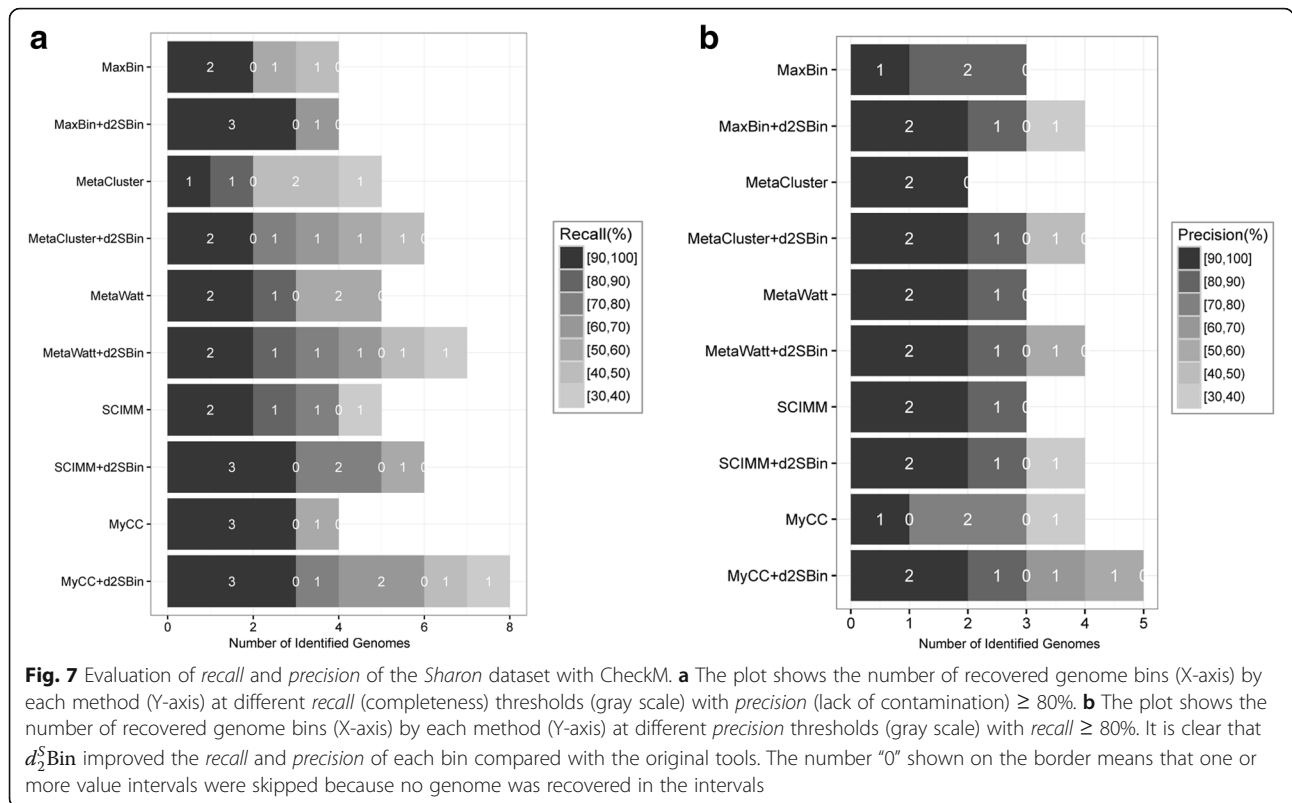 a
MaxBin
2 0 1 1 0
MaxBin+d2SBin
3 0 1 0
MetaCluster
1 1 0 2 1
MetaCluster+d2SBin
2 0 1 1 1 1 0
MetaWatt
2 1 0 2 0
MetaWatt+d2SBin
2 1 1 1 0 1 1
SCIMM
2 1 1 0 1
SCIMM+d2SBin
3 0 2 0 1 0
MyCC
3 0 1 0
MyCC+d2SBin
3 0 1 2 0 1 1
0 2 4 6 8
Number of Identified Genomes
Recall(%)
[90,100]
[80,90)
[70,80)
[60,70)
[50,60)
[40,50)
[30,40)
b
MaxBin
1 2 0
MaxBin+d2SBin
2 1 0 1
MetaCluster
2 0
MetaCluster+d2SBin
2 1 0 1 0
MetaWatt
2 1 0
MetaWatt+d2SBin
2 1 0 1 0
SCIMM
2 1 0
SCIMM+d2SBin
2 1 0 1
MyCC
1 0 2 0 1
MyCC+d2SBin
2 1 0 1 1 0
0 1 2 3 4 5
Number of Identified Genomes
Precision(%)
[90,100]
[80,90)
[70,80)
[60,70)
[50,60)
[40,50)
[30,40)
Fig. 7 Evaluation of recall and precision of the Sharon dataset with CheckM. a The plot shows the number of recovered genome bins (X-axis) by
each method (Y-axis) at different recall (completeness) thresholds (gray scale) with precision (lack of contamination) ≥ 80%. b The plot shows the
number of recovered genome bins (X-axis) by each method (Y-axis) at different precision thresholds (gray scale) with recall ≥ 80%. It is clear that
d₂ˢBin improved the recall and precision of each bin compared with the original tools. The number “0” shown on the border means that one or
more value intervals were skipped because no genome was recovered in the intervals